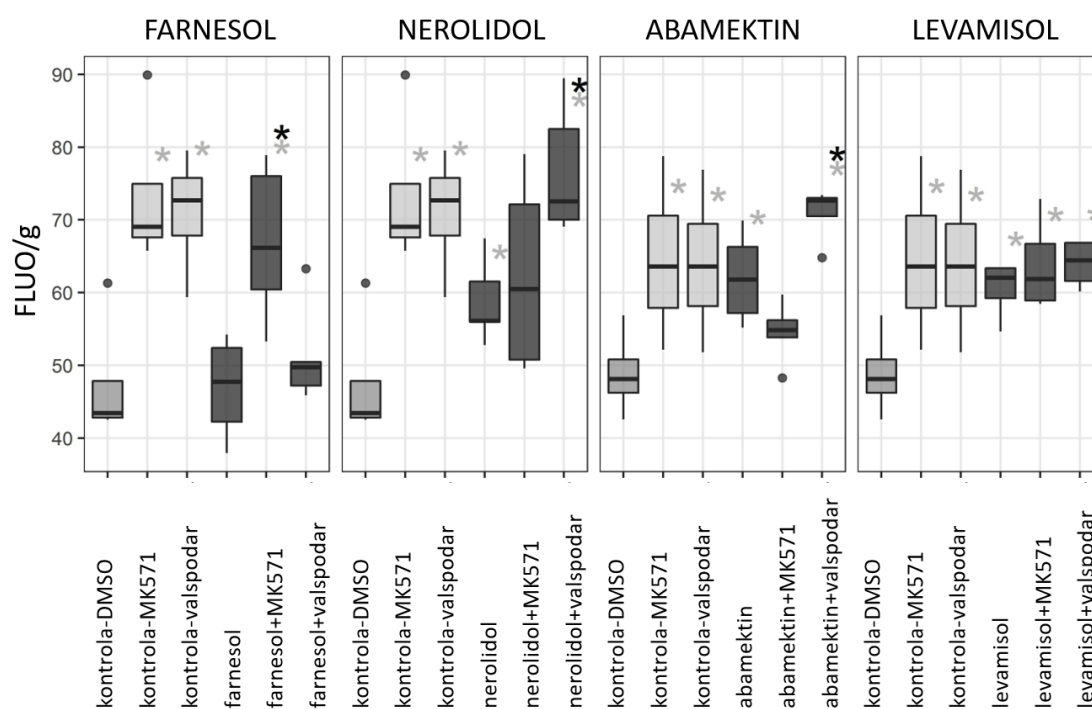 FARNESOL
NEROLIDOL
ABAMEKTIN
LEVAMISOL
FLUO/g
90
80
70
60
50
40
* * * *
* * * * *
* * * * *
* * * * *
kontrola-DMSO
kontrola-MK571
kontrola-valspodar
farnesol
farnesol+MK571
farnesol+valspodar
kontrola-DMSO
kontrola-MK571
kontrola-valspodar
nerolidol
nerolidol+MK571
nerolidol+valspodar
kontrola-DMSO
kontrola-MK571
kontrola-valspodar
abamektin
abamektin+MK571
abamektin+valspodar
kontrola-DMSO
kontrola-MK571
kontrola-valspodar
levamisol
levamisol+MK571
levamisol+valspodar